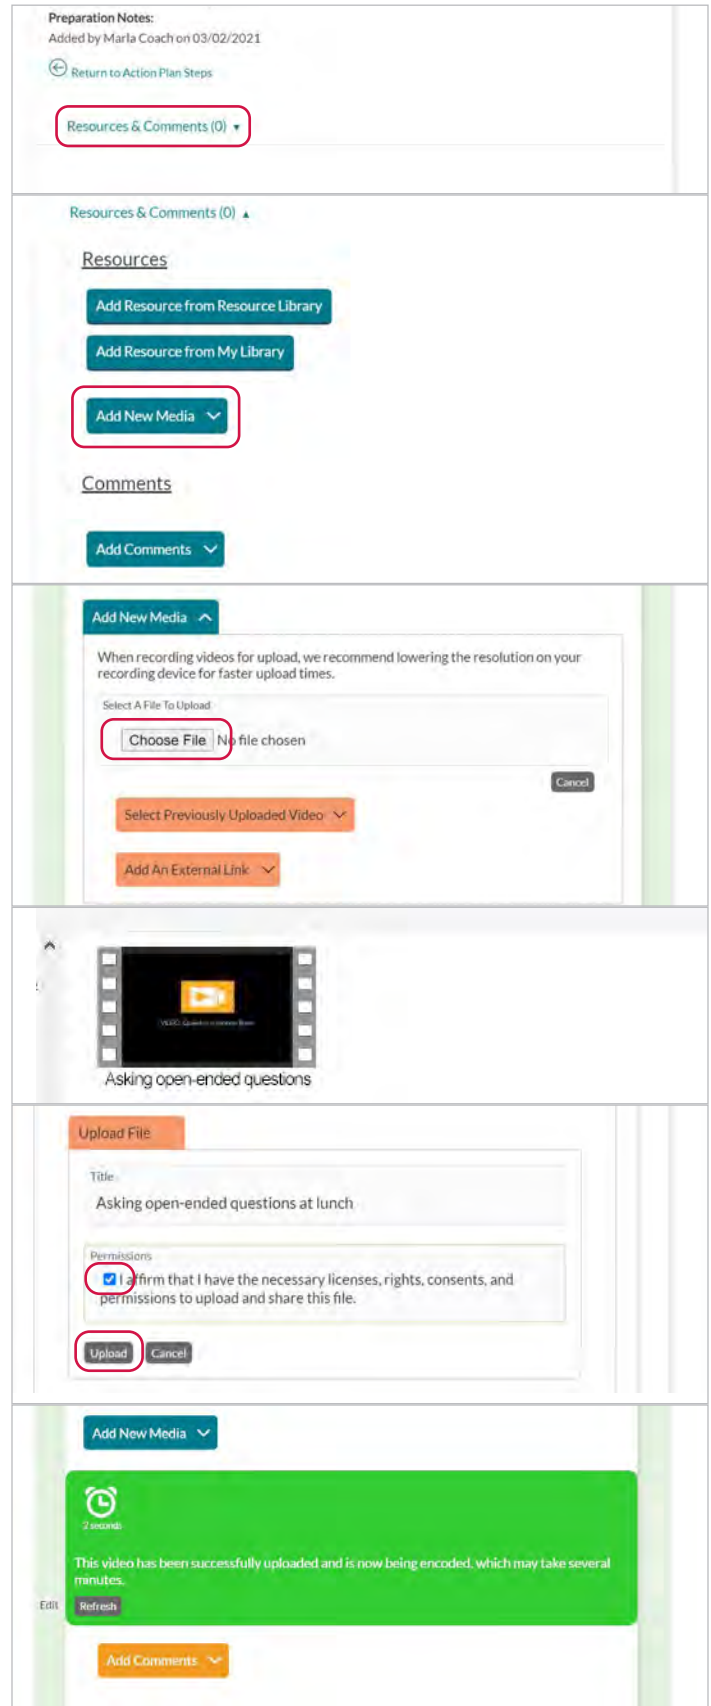 Preparation Notes:
Added by Marla Coach on 03/02/2021
Return to Action Plan Steps
Resources & Comments (0)
Resources & Comments (0)
Resources
Add Resource from Resource Library
Add Resource from My Library
Add New Media
Comments
Add Comments
Add New Media
When recording videos for upload, we recommend lowering the resolution on your
recording device for faster upload times.
Select A File To Upload
Choose File No file chosen
Cancel
Select Previously Uploaded Video
Add An External Link
Asking open-ended questions
Upload File
Title
Asking open-ended questions at lunch
Permissions
I affirm that I have the necessary licenses, rights, consents, and
permissions to upload and share this file.
Upload Cancel
Add New Media
2 seconds
This video has been successfully uploaded and is now being encoded, which may take several
minutes.
Edit Refresh
Add Comments